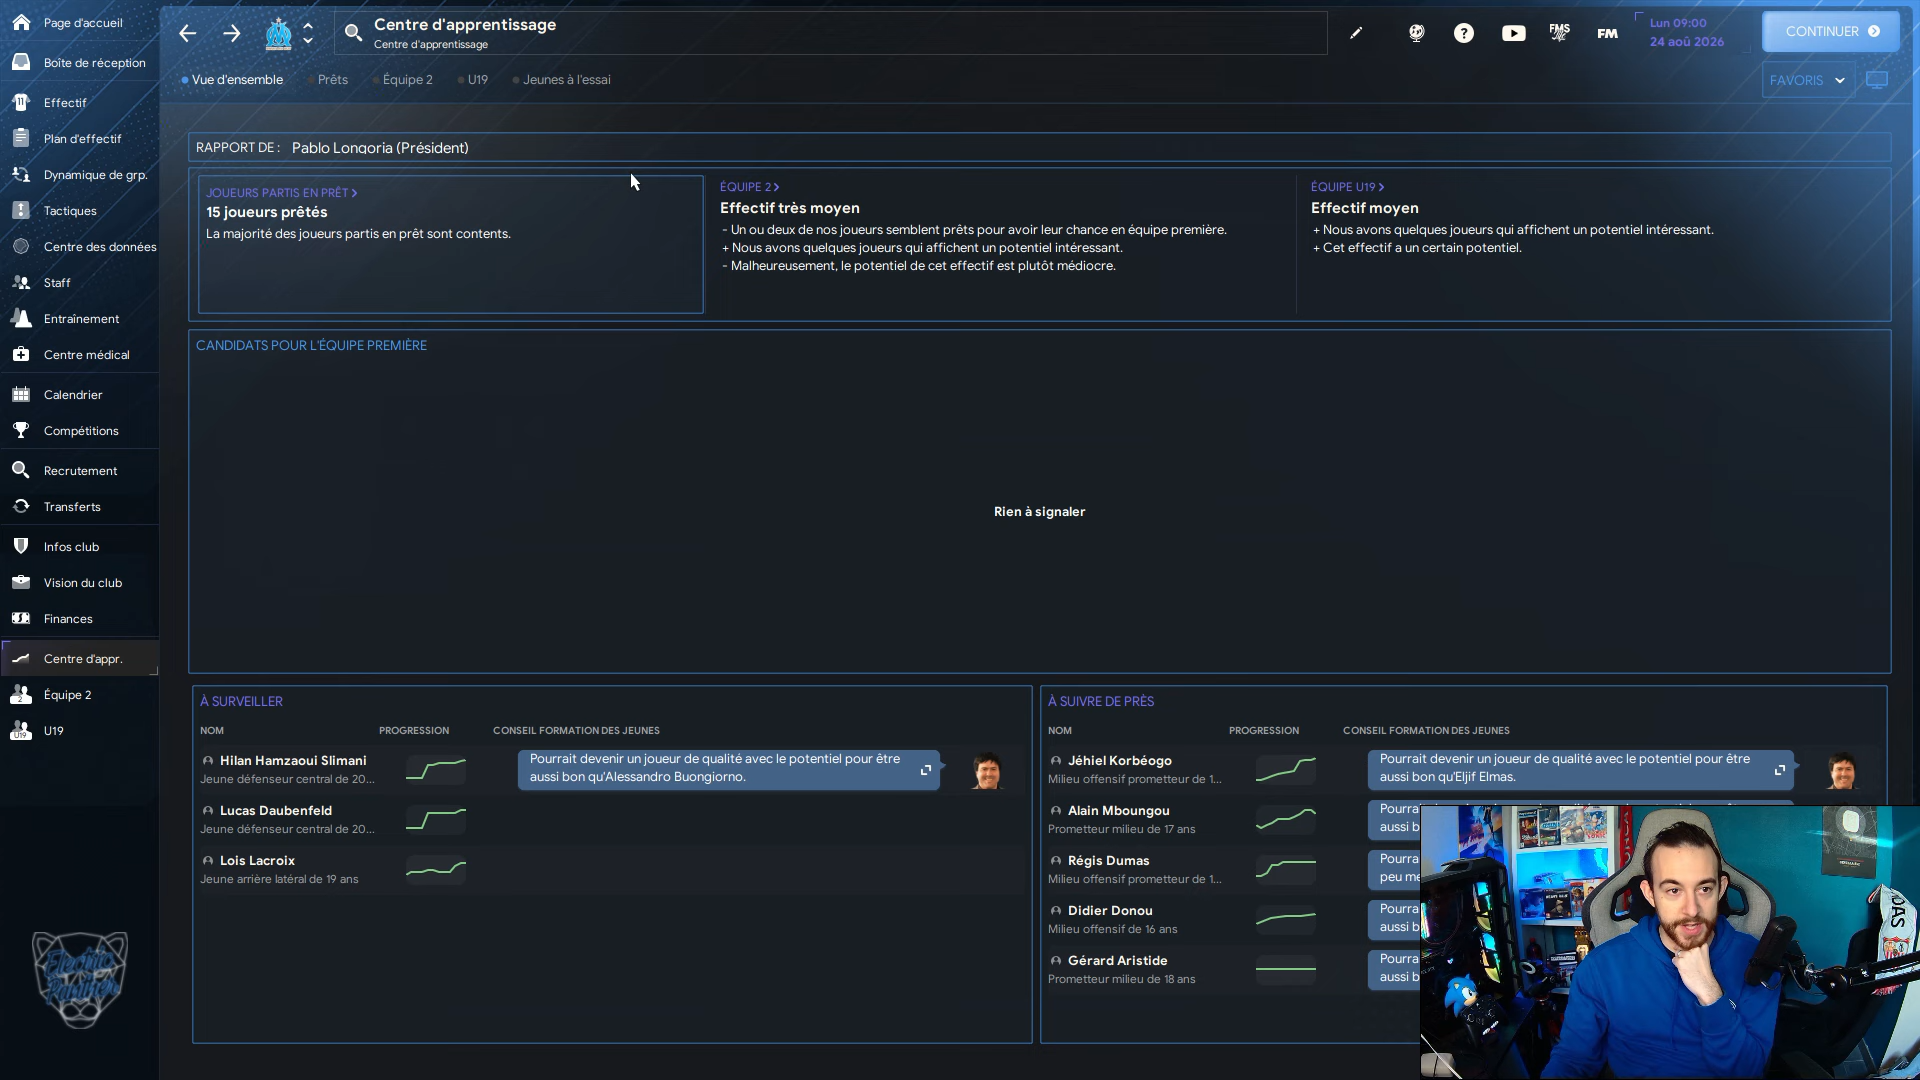 Page d'accueil
Boîte de réception
Effectif
Plan d'effectif
Dynamique de grp.
Tactiques
Centre des données
Staff
Entraînement
Centre médical
Calendrier
Compétitions
Recrutement
Transferts
Infos club
Vision du club
Finances
Centre d'appr.
Équipe 2
U19
Centre d'apprentissage
Centre d'apprentissage
FMS
FM
Lun 09:00
24 aoû 2026
CONTINUER
Vue d'ensemble
Prêts
Équipe 2
U19
Jeunes à l'essai
FAVORIS
RAPPORT DE : Pablo Longoria (Président)
JOUEURS PARTIS EN PRÊT >
15 joueurs prêtés
La majorité des joueurs partis en prêt sont contents.
ÉQUIPE 2 >
Effectif très moyen
- Un ou deux de nos joueurs semblent prêts pour avoir leur chance en équipe première.
+ Nous avons quelques joueurs qui affichent un potentiel intéressant.
- Malheureusement, le potentiel de cet effectif est plutôt médiocre.
ÉQUIPE U19 >
Effectif moyen
+ Nous avons quelques joueurs qui affichent un potentiel intéressant.
+ Cet effectif a un certain potentiel.
CANDIDATS POUR L'ÉQUIPE PREMIÈRE
Rien à signaler
À SURVEILLER
NOM PROGRESSION CONSEIL FORMATION DES JEUNES
Hilan Hamzaoui Slimani
Jeune défenseur central de 20...
Pourrait devenir un joueur de qualité avec le potentiel pour être
aussi bon qu'Alessandro Buongiorno.
Lucas Daubenfeld
Jeune défenseur central de 20...
Lois Lacroix
Jeune arrière latéral de 19 ans
À SUIVRE DE PRÈS
NOM PROGRESSION CONSEIL FORMATION DES JEUNES
Jéhiel Korbéogo
Milieu offensif prometteur de 1...
Pourrait devenir un joueur de qualité avec le potentiel pour être
aussi bon qu'Eljif Elmas.
Alain Mboungou
Prometteur milieu de 17 ans
Pourra
aussi b
Régis Dumas
Milieu offensif prometteur de 1...
Pourra
peu me
Didier Donou
Milieu offensif de 16 ans
Pourra
aussi b
Gérard Aristide
Prometteur milieu de 18 ans
Pourra
aussi b
Electric
Panther